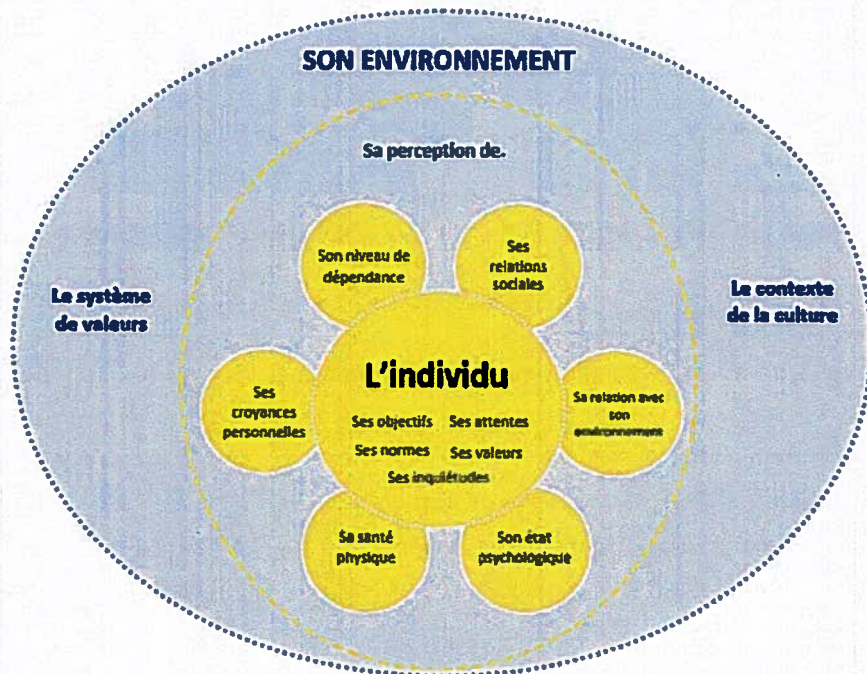 SON ENVIRONNEMENT
Sa perception de.
Son niveau de
dépendance
Ses
relations
sociales
Le système
de valeurs
Le contexte
de la culture
L'individu
Ses objectifs Ses attentes
Ses normes Ses valeurs
Ses inquiétudes
Ses
croyances
personnelles
Sa relation avec
son
environnement
Sa santé
physique
Son état
psychologique